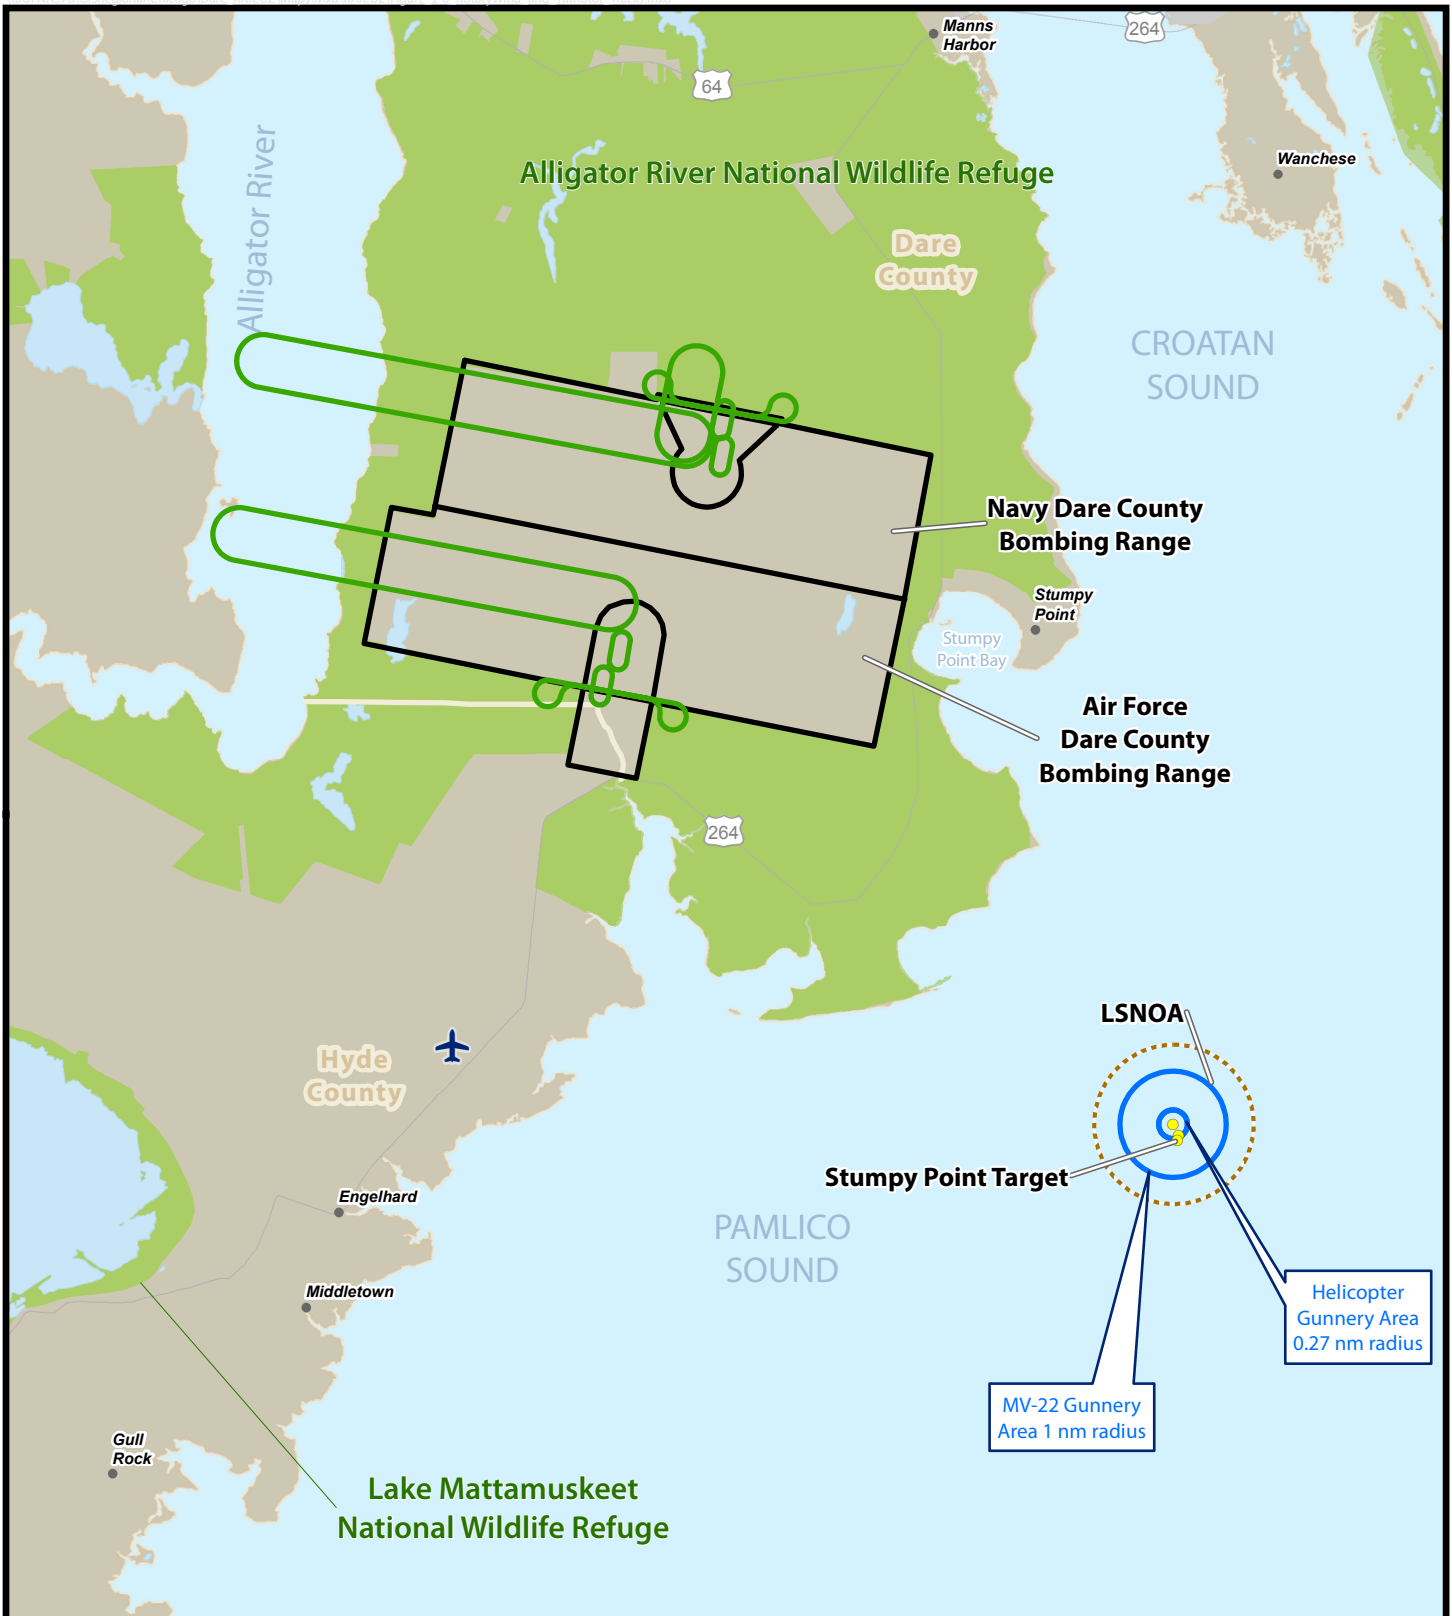 Manns
Harbor
264
64
Alligator River
Alligator River National Wildlife Refuge
Wanchese
Dare
County
CROATAN
SOUND
Navy Dare County
Bombing Range
Stumpy
Point
Stumpy
Point Bay
Air Force
Dare County
Bombing Range
264
LSNOA
Hyde
County
Stumpy Point Target
Engelhard
PAMLICO
SOUND
Middletown
Helicopter
Gunnery Area
0.27 nm radius
MV-22 Gunnery
Area 1 nm radius
Gull
Rock
Lake Mattamuskeet
National Wildlife Refuge